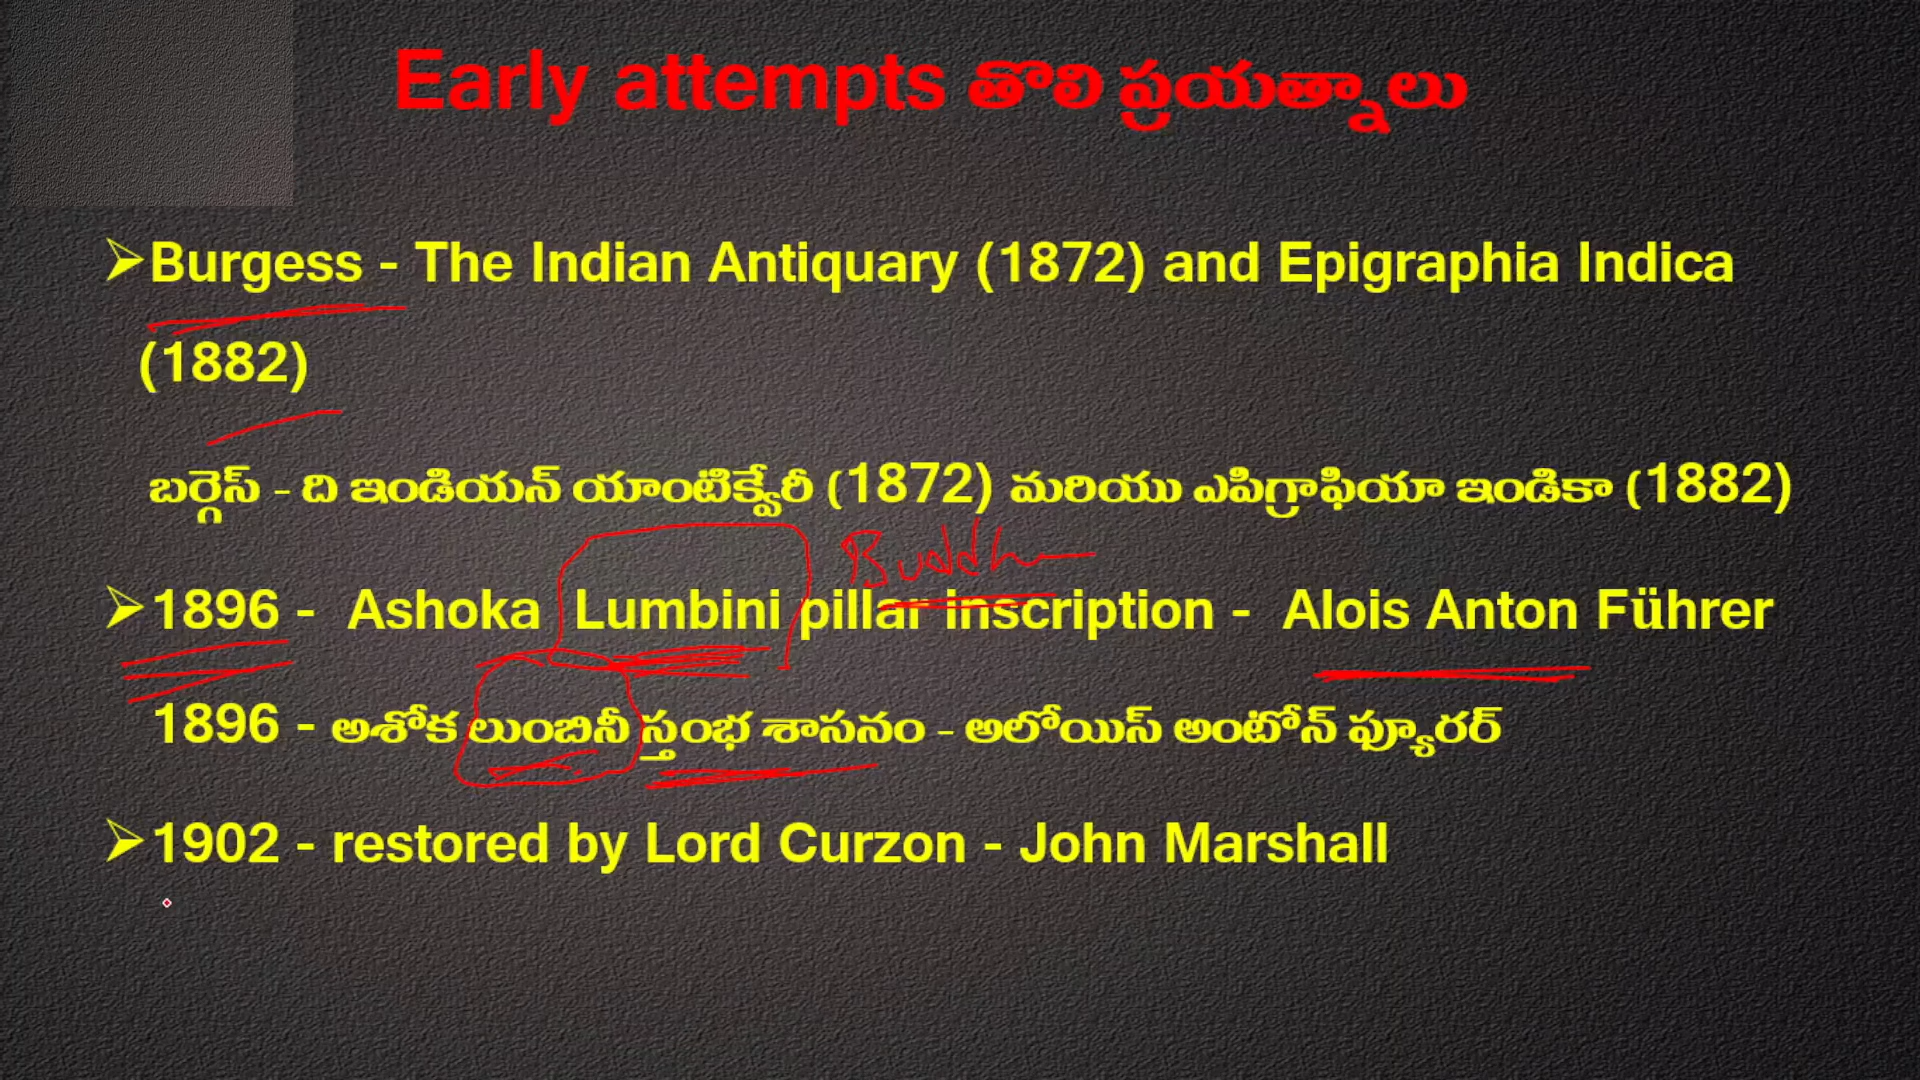 Early attempts తొలి ప్రయత్నాలు
➢Burgess - The Indian Antiquary (1872) and Epigraphia Indica
(1882)
బర్గెస్ - ది ఇండియన్ యాంటిక్వేరీ (1872) మరియు ఎపిగ్రాఫియా ఇండికా (1882)
Buddh
➢1896 - Ashoka Lumbini pillar inscription - Alois Anton Führer
1896 - అశోక లుంబినీ స్తంభ శాసనం - అలోయిస్ అంటోన్ ఫ్యూరర్
➢1902 - restored by Lord Curzon - John Marshall